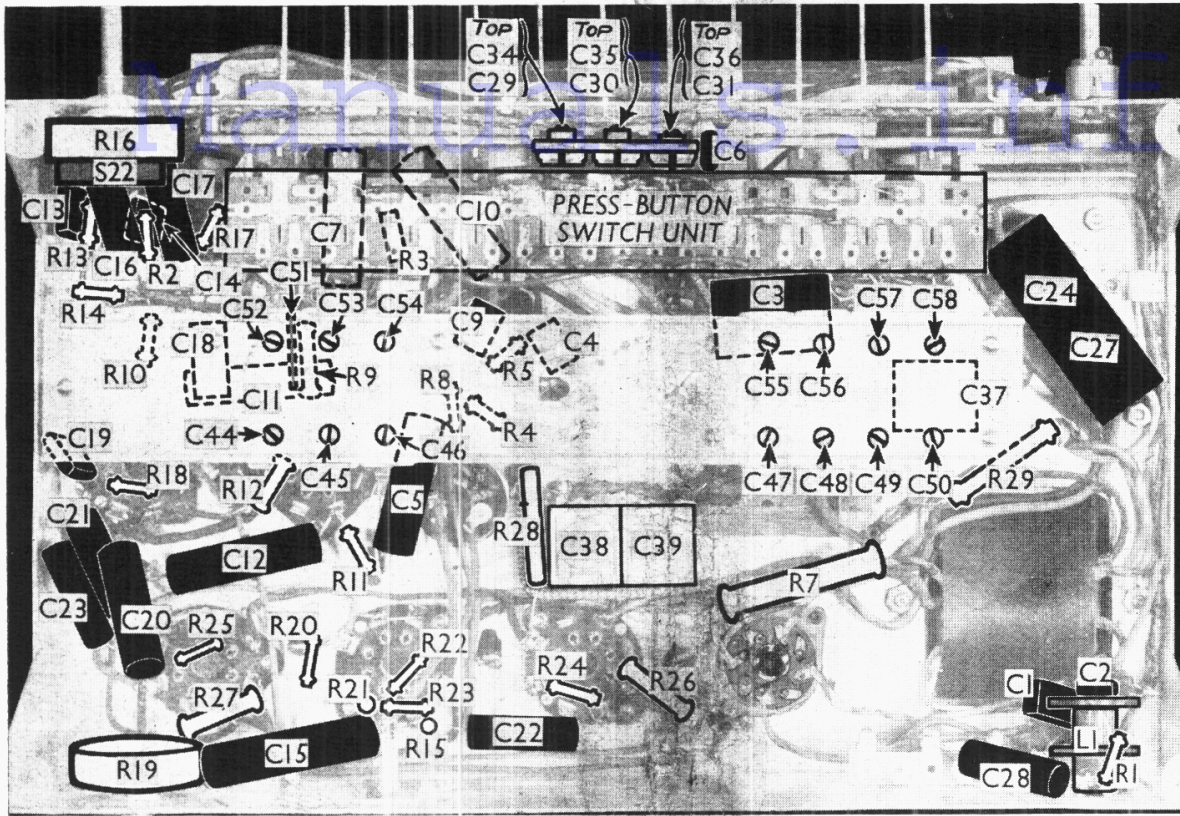 TOP TOP TOP
C34 C35 C36
C29 C30 C31
Manuals.inf
R16
C6
S22
C17
C13
C10
PRESS-BUTTON
SWITCH UNIT
C7
R17
R13
C16
R2
C14
R3
C51
C24
R14
C52
C53
C54
C3
C57
C58
C9
C18
C4
C27
R10
R5
R9
C55
C56
R8
C37
C11
R4
C44
C46
C19
C45
C47
C48
C49
C50
R29
R18
R12
C5
R28
C21
C12
C38
C39
R11
R7
C23
C20
R25
R20
R22
R24
R26
R21
R23
C1
C2
R27
R15
C22
C15
L1
R19
C28
R1